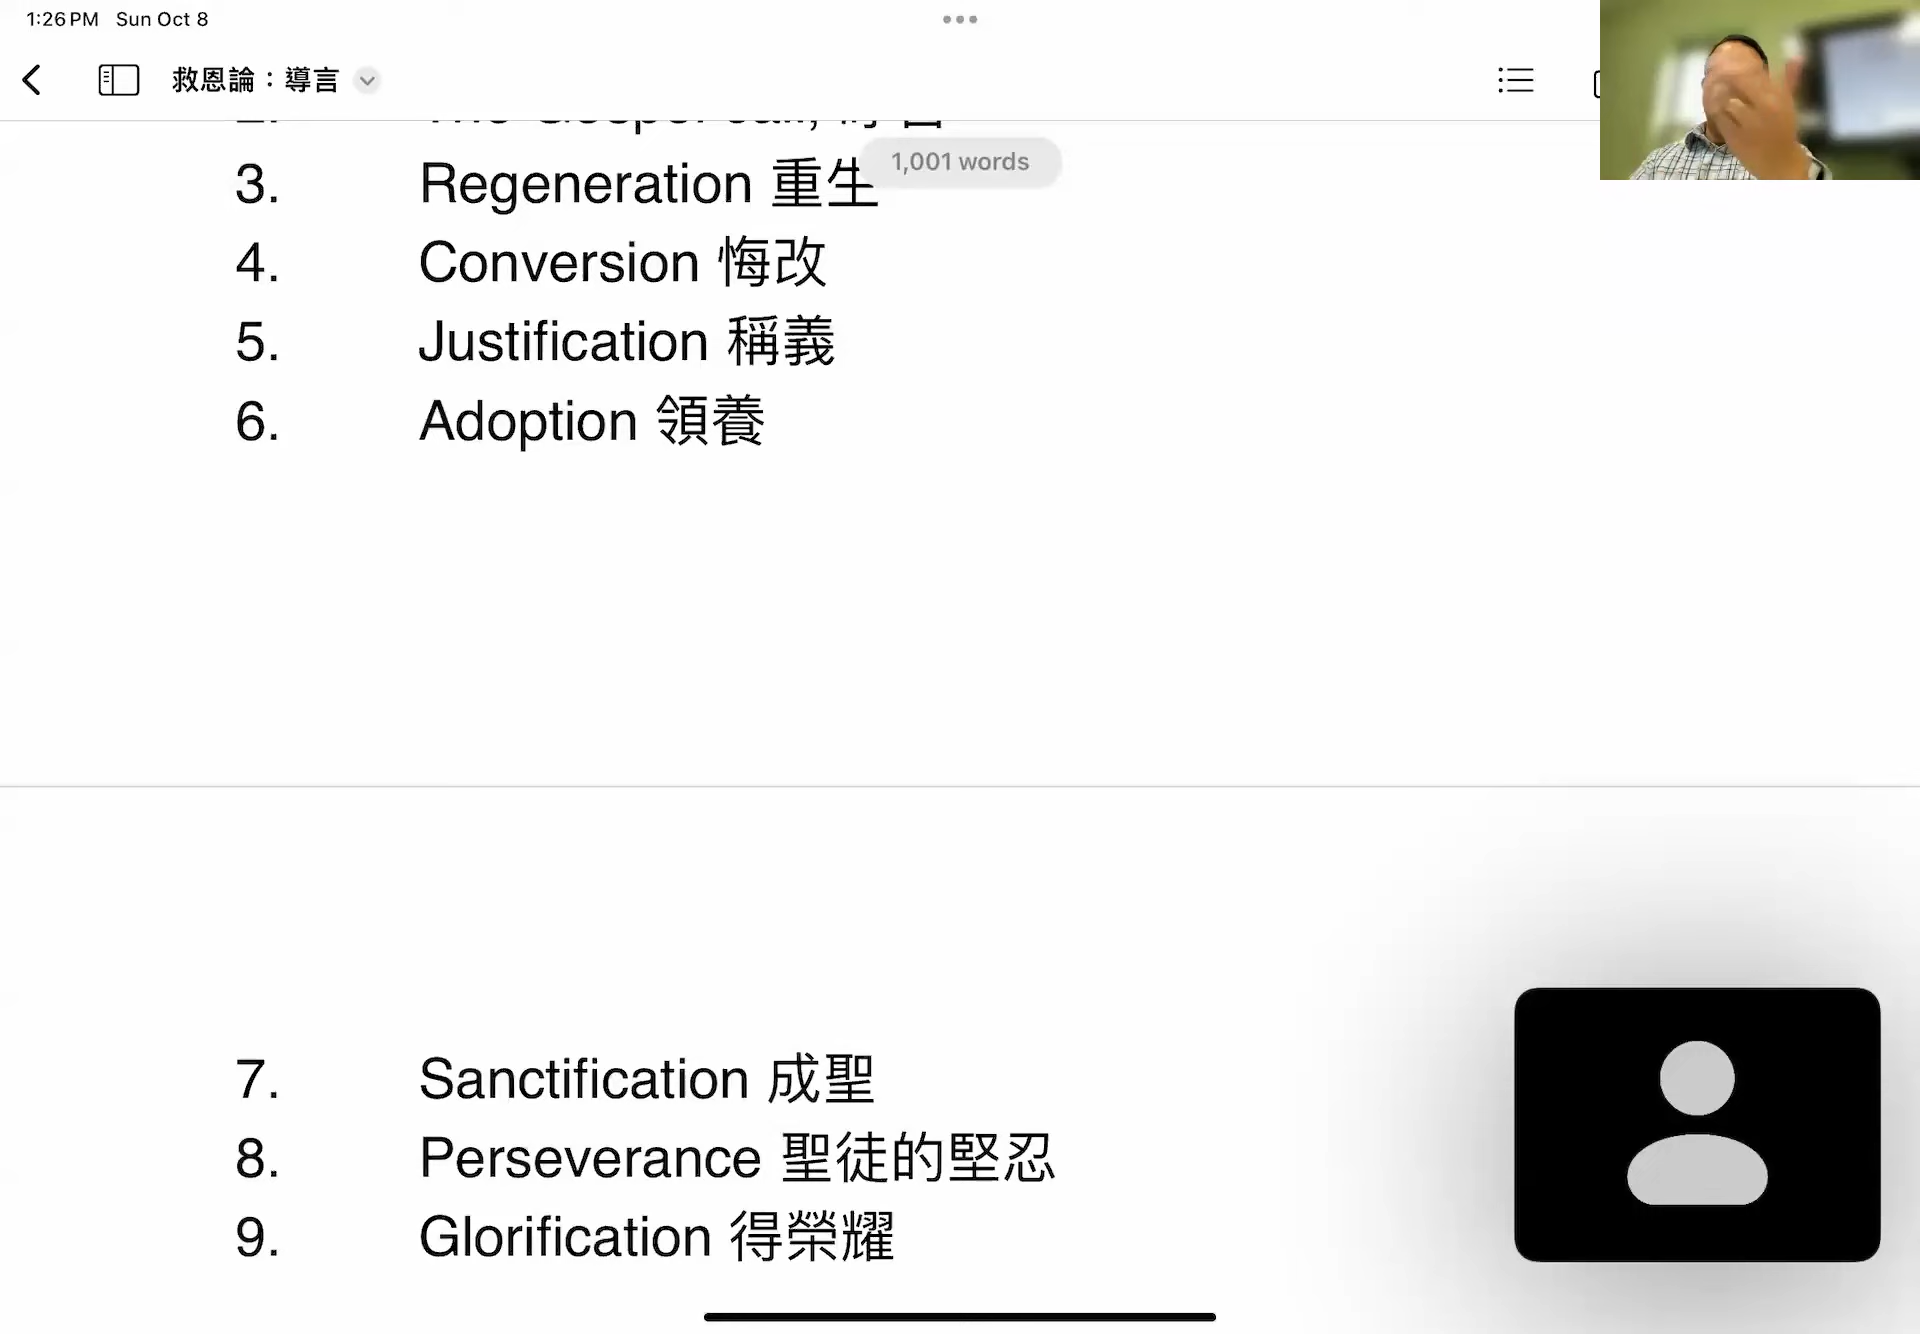 1:26 PM Sun Oct 8
救恩論：導言
1,001 words
3. Regeneration 重生
4. Conversion 悔改
5. Justification 稱義
6. Adoption 領養
7. Sanctification 成聖
8. Perseverance 聖徒的堅忍
9. Glorification 得榮耀